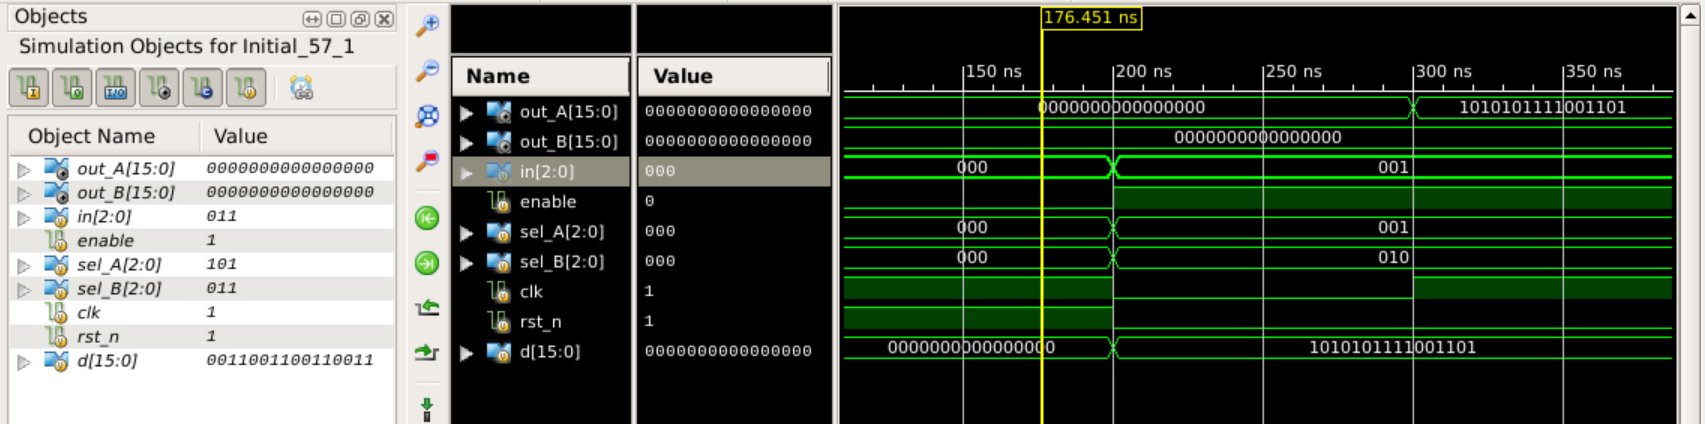 Objects
Simulation Objects for Initial_57_1
Object Name Value
out_A[15:0] 0000000000000000
out_B[15:0] 0000000000000000
in[2:0] 011
enable 1
sel_A[2:0] 101
sel_B[2:0] 011
clk 1
rst_n 1
d[15:0] 0011001100110011
Name Value
out_A[15:0] 0000000000000000
out_B[15:0] 0000000000000000
in[2:0] 000
enable 0
sel_A[2:0] 000
sel_B[2:0] 000
clk 1
rst_n 1
d[15:0] 0000000000000000
176.451 ns
150 ns 200 ns 250 ns 300 ns 350 ns
0000000000000000 1010101111001101
0000000000000000
000 001
000 001
000 010
0000000000000000 1010101111001101